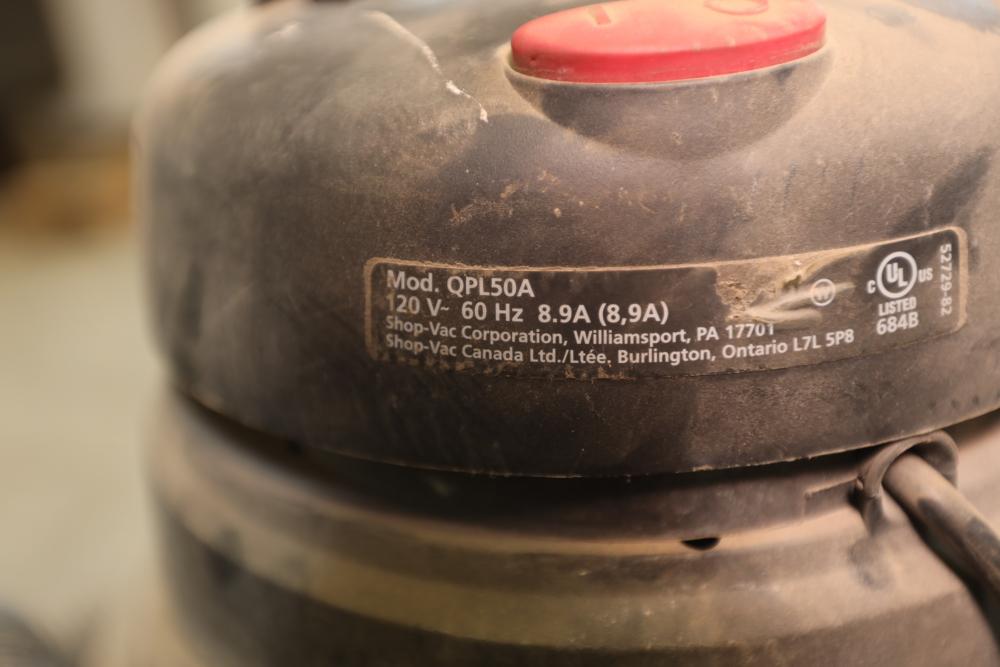 Mod. QPL50A
120 V~ 60 Hz 8.9A (8,9A)
Shop-Vac Corporation, Williamsport, PA 17701
Shop-Vac Canada Ltd./Ltée. Burlington, Ontario L7L 5P8
C UL US
LISTED
684B
52729-82